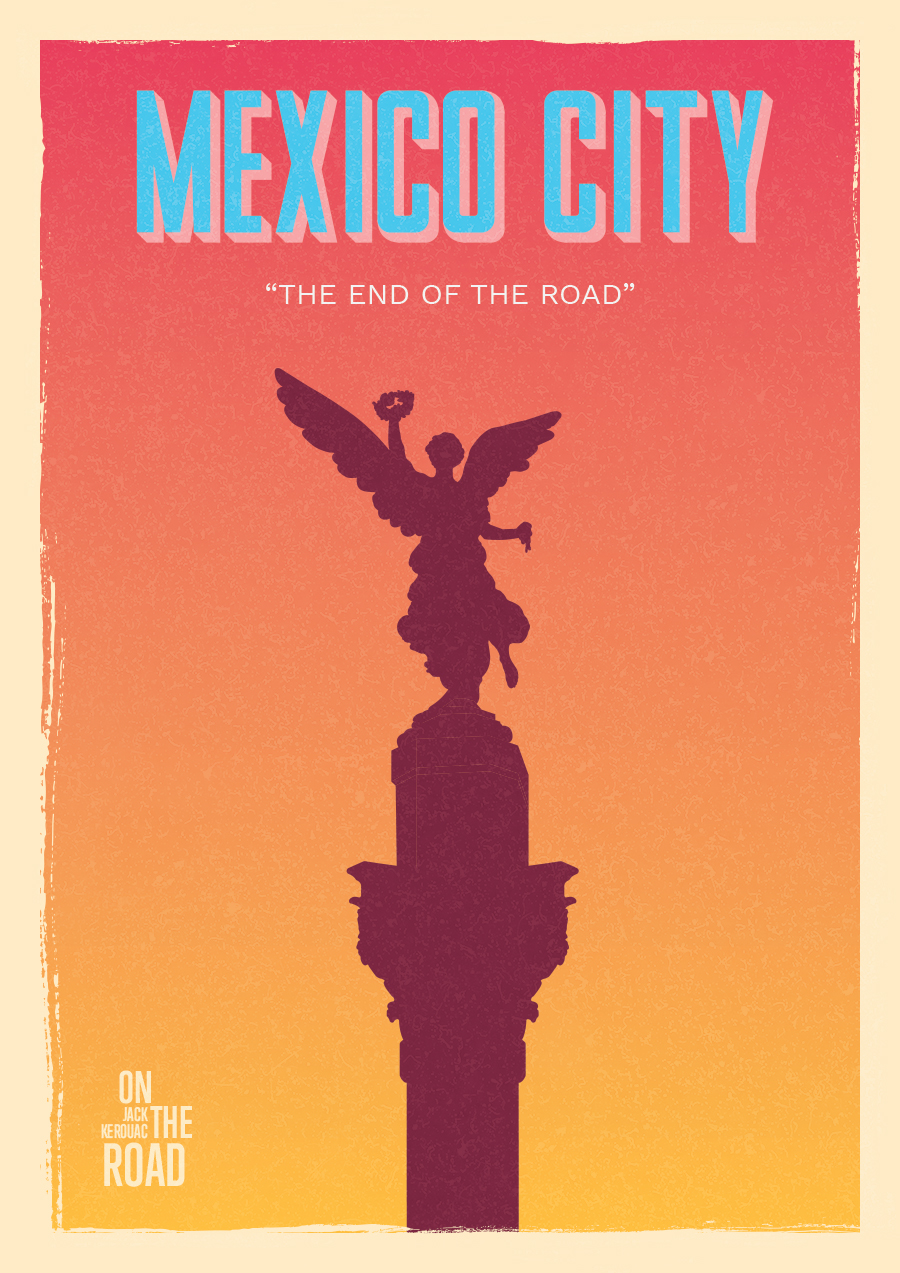 MEXICO CITY
“THE END OF THE ROAD”
ON
JACK
KEROUAC THE
ROAD